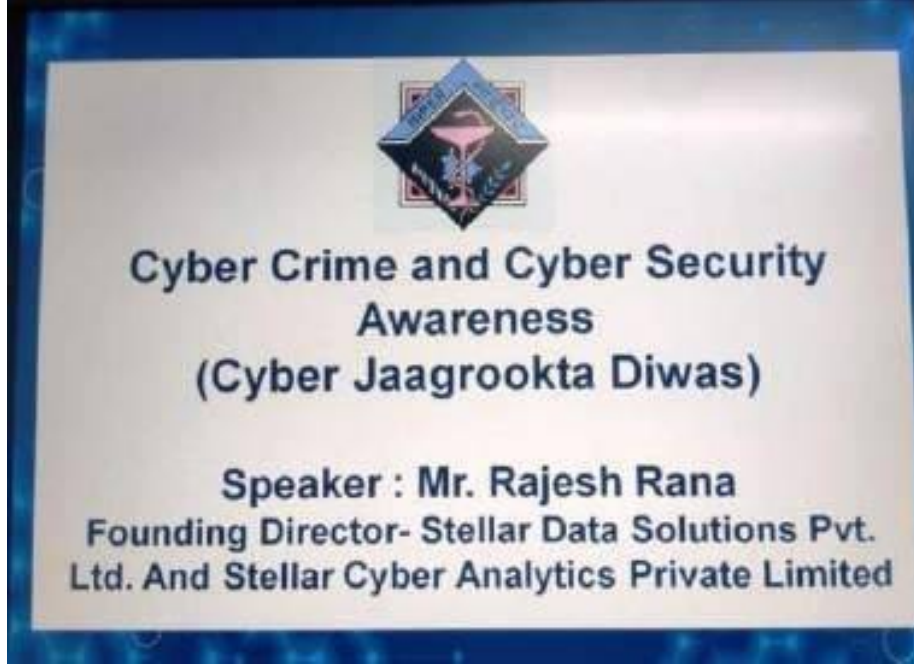 Cyber Crime and Cyber Security
Awareness
(Cyber Jaagrookta Diwas)
Speaker : Mr. Rajesh Rana
Founding Director- Stellar Data Solutions Pvt.
Ltd. And Stellar Cyber Analytics Private Limited